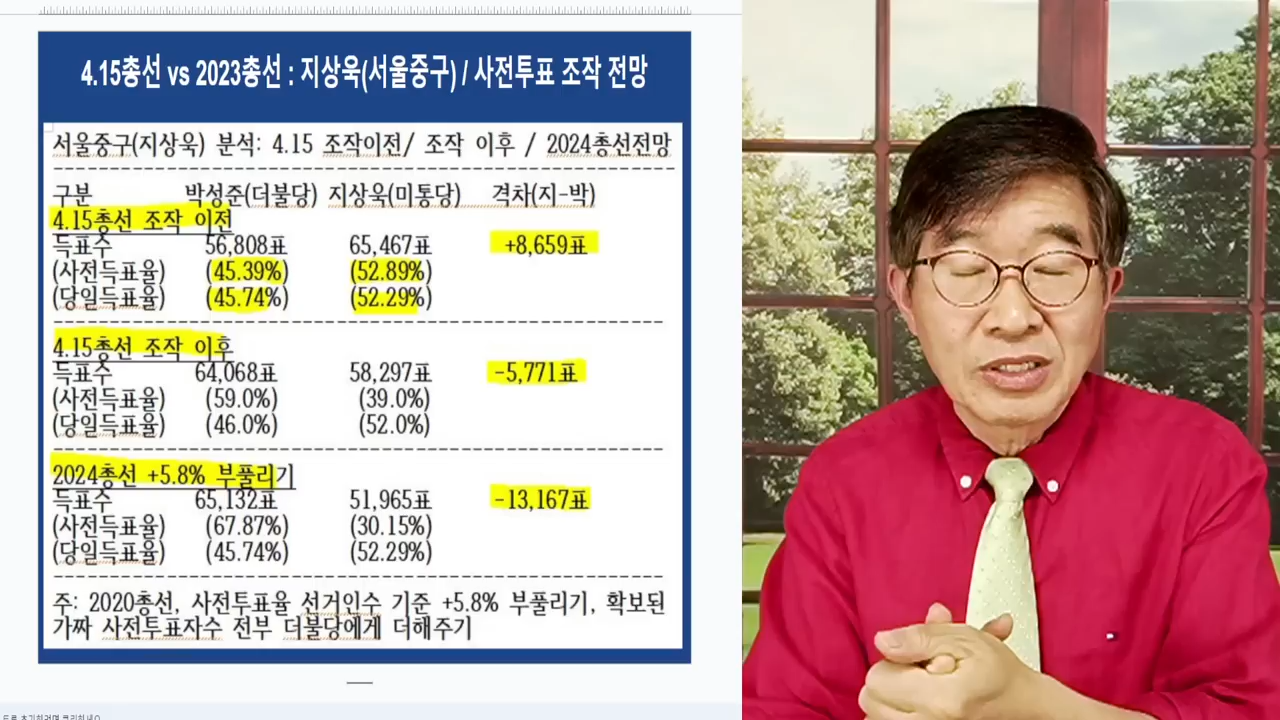 4.15총선 vs 2023총선 : 지상욱(서울중구) / 사전투표 조작 전망
서울중구(지상욱) 분석: 4.15 조작이전/ 조작 이후 / 2024총선전망
구분 박성준(더불당) 지상욱(미통당) 격차(지-박)
4.15총선 조작 이전
득표수 56,808표 65,467표 +8,659표
(사전득표율) (45.39%) (52.89%)
(당일득표율) (45.74%) (52.29%)
4.15총선 조작 이후
득표수 64,068표 58,297표 -5,771표
(사전득표율) (59.0%) (39.0%)
(당일득표율) (46.0%) (52.0%)
2024총선 +5.8% 부풀리기
득표수 65,132표 51,965표 -13,167표
(사전득표율) (67.87%) (30.15%)
(당일득표율) (45.74%) (52.29%)
주: 2020총선, 사전투표율 선거인수 기준 +5.8% 부풀리기, 확보된
가짜 사전투표자수 전부 더불당에게 더해주기